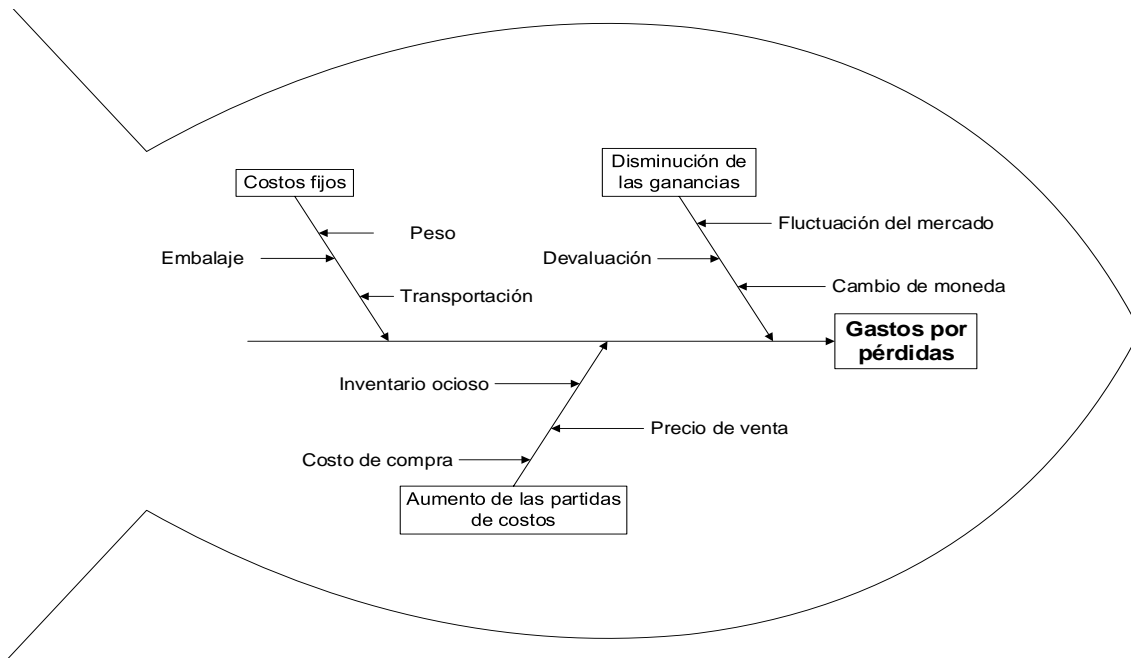 Disminución de
las ganancias
Costos fijos
Fluctuación del mercado
Peso
Embalaje
Devaluación
Cambio de moneda
Transportación
Gastos por
pérdidas
Inventario ocioso
Precio de venta
Costo de compra
Aumento de las partidas
de costos